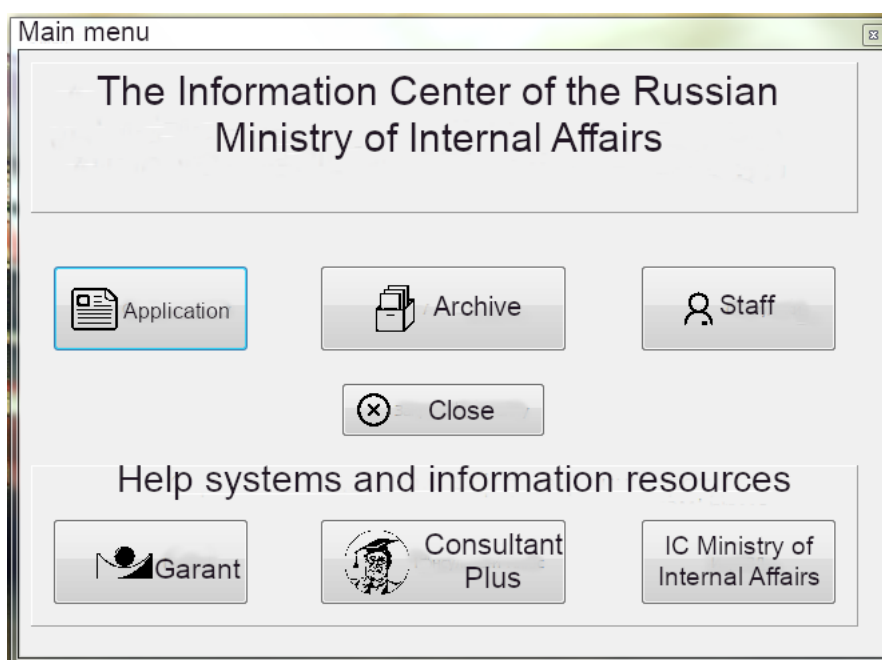 Main menu
The Information Center of the Russian
Ministry of Internal Affairs
Application
Archive
Staff
Close
Help systems and information resources
Garant
Consultant
Plus
IC Ministry of
Internal Affairs